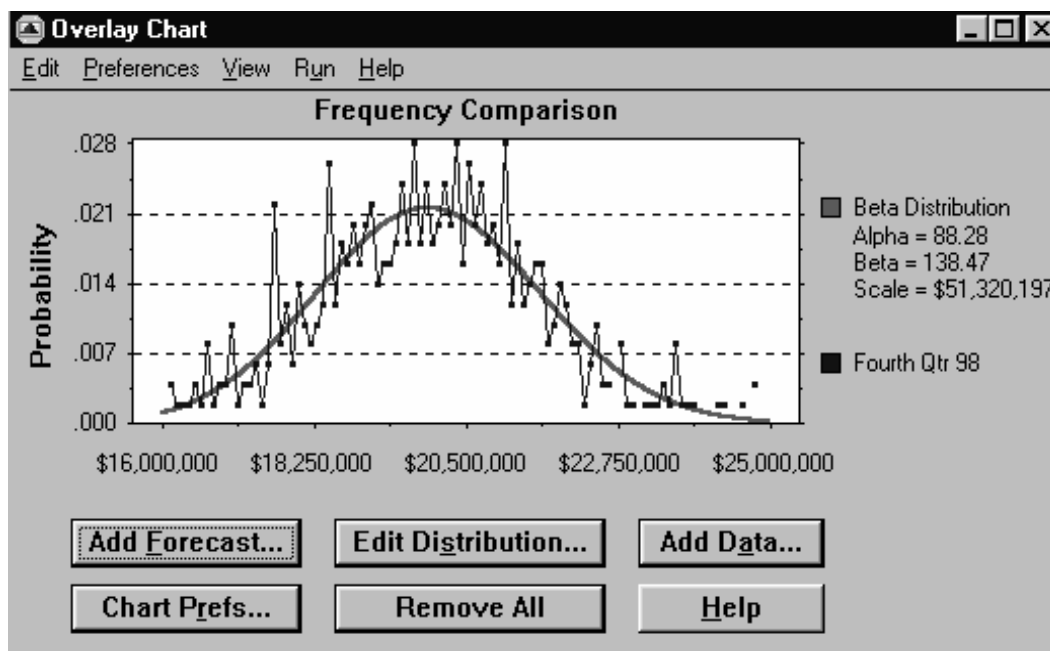 Overlay Chart
Edit Preferences View Run Help
Frequency Comparison
Probability
.028
.021
.014
.007
.000
$16,000,000 $18,250,000 $20,500,000 $22,750,000 $25,000,000
Beta Distribution
Alpha = 88.28
Beta = 138.47
Scale = $51,320,197
Fourth Qtr 98
Add Forecast... Edit Distribution... Add Data...
Chart Prefs... Remove All Help